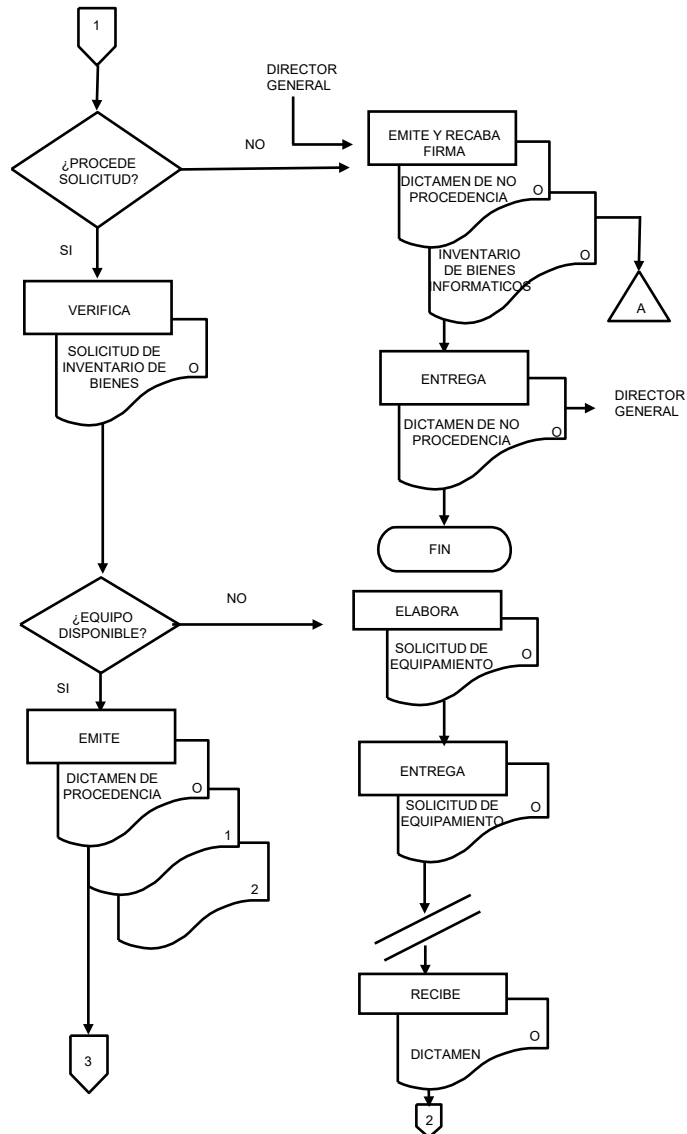 1
DIRECTOR
GENERAL
¿PROCEDE
SOLICITUD?
NO
EMITE Y RECABA
FIRMA
DICTAMEN DE NO
PROCEDENCIA
O
INVENTARIO
DE BIENES
INFORMATICOS
O
A
SI
VERIFICA
SOLICITUD DE
INVENTARIO DE
BIENES
O
ENTREGA
DICTAMEN DE NO
PROCEDENCIA
O
DIRECTOR
GENERAL
FIN
¿EQUIPO
DISPONIBLE?
NO
ELABORA
SOLICITUD DE
EQUIPAMIENTO
O
SI
EMITE
DICTAMEN DE
PROCEDENCIA
O
1
2
ENTREGA
SOLICITUD DE
EQUIPAMIENTO
O
RECIBE
DICTAMEN
O
3
2